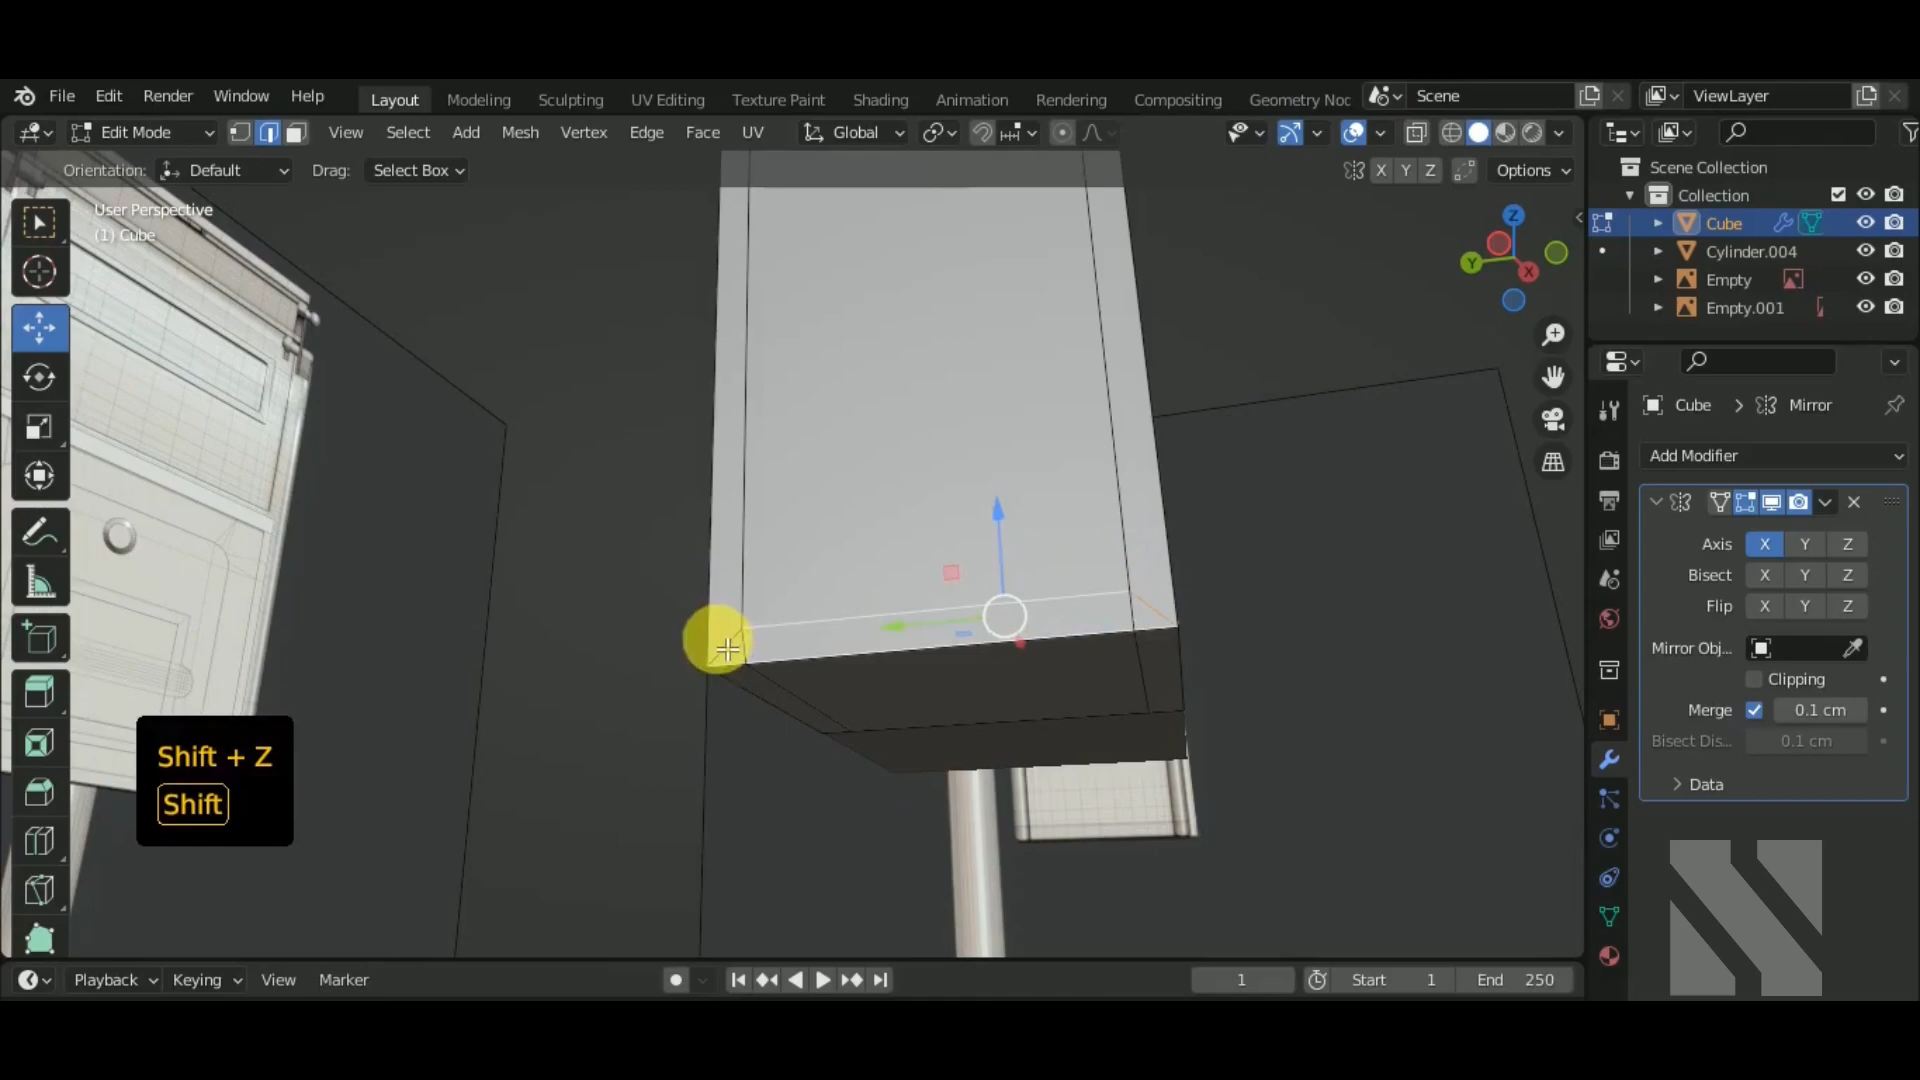 File Edit Render Window Help Layout Modeling Sculpting UV Editing Texture Paint Shading Animation Rendering Compositing Geometry Noc Scene ViewLayer
Edit Mode View Select Add Mesh Vertex Edge Face UV Global
Orientation: Default Drag: Select Box X Y Z Options
Scene Collection
Collection
Cube
Cylinder.004
Empty
Empty.001
User Perspective
(1) Cube
Z
Y
X
Cube > Mirror
Add Modifier
Axis X Y Z
Bisect X Y Z
Flip X Y Z
Mirror Obj...
Clipping
Merge 0.1 cm
Bisect Dis... 0.1 cm
Data
Shift + Z
Shift
Playback Keying View Marker 1 Start 1 End 250